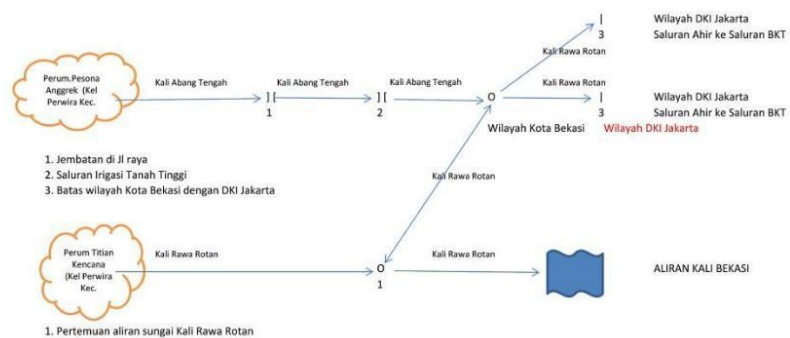 Wilayah DKI Jakarta
3
Saluran Ahir ke Saluran BKT
Kali Rawa Rotan
Perum.Pesona
Anggrek (Kel
Perwira Kec.
Kali Abang Tengah
Kali Abang Tengah
Kali Abang Tengah
Kali Rawa Rotan
Wilayah DKI Jakarta
] [
] [
O
1
2
3
Saluran Ahir ke Saluran BKT
Wilayah Kota Bekasi
Wilayah DKI Jakarta
1. Jembatan di Jl raya
2. Saluran Irigasi Tanah Tinggi
3. Batas wilayah Kota Bekasi dengan DKI Jakarta
Kali Rawa Rotan
Perum Titian
Kencana
(Kel Perwira
Kec.
Kali Rawa Rotan
O
1
Kali Rawa Rotan
ALIRAN KALI BEKASI
1. Pertemuan aliran sungai Kali Rawa Rotan